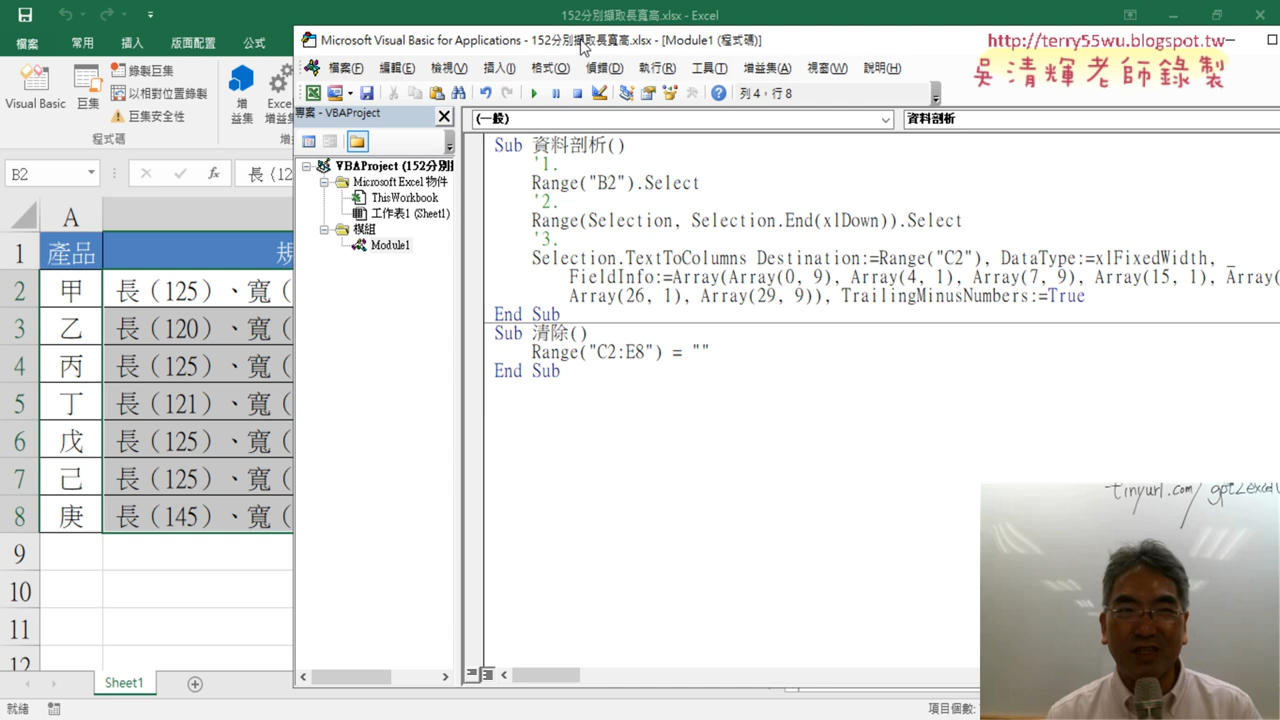 152分別擷取長寬高.xlsx - Excel
檔案 常用 插入 版面配置 公式
Microsoft Visual Basic for Applications - 152分別擷取長寬高.xlsx - [Module1 (程式碼)]
http://terry55wu.blogspot.tw
吳清輝老師錄製
檔案(F) 編輯(E) 檢視(V) 插入(I) 格式(O) 偵錯(D) 執行(R) 工具(T) 增益集(A) 視窗(W) 說明(H)
列 4，行 8
Visual Basic 巨集
錄製巨集
以相對位置錄製
巨集安全性
程式碼
增益集
Excel
B2
fx
長（12
專案 - VBAProject
VBAProject (152分別
Microsoft Excel 物件
ThisWorkbook
工作表1 (Sheet1)
模組
Module1
(一般)
資料剖析
Sub 資料剖析()
'1.
Range("B2").Select
'2.
Range(Selection, Selection.End(xlDown)).Select
'3.
Selection.TextToColumns Destination:=Range("C2"), DataType:=xlFixedWidth, _
FieldInfo:=Array(Array(0, 9), Array(4, 1), Array(7, 9), Array(15, 1), Array
Array(26, 1), Array(29, 9)), TrailingMinusNumbers:=True
End Sub
Sub 清除()
Range("C2:E8") = ""
End Sub
A
1 產品 規
2 甲 長（125）、寬（
3 乙 長（120）、寬（
4 丙 長（125）、寬（
5 丁 長（121）、寬（
6 戊 長（125）、寬（
7 己 長（125）、寬（
8 庚 長（145）、寬（
9
10
11
12
Sheet1
就緒
項目個數:
tinyurl.com/gpt2excel